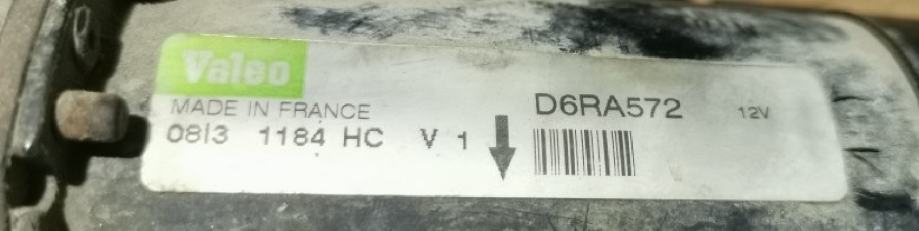 Valeo
MADE IN FRANCE
0813 1184 HC V 1
D6RA572 12V